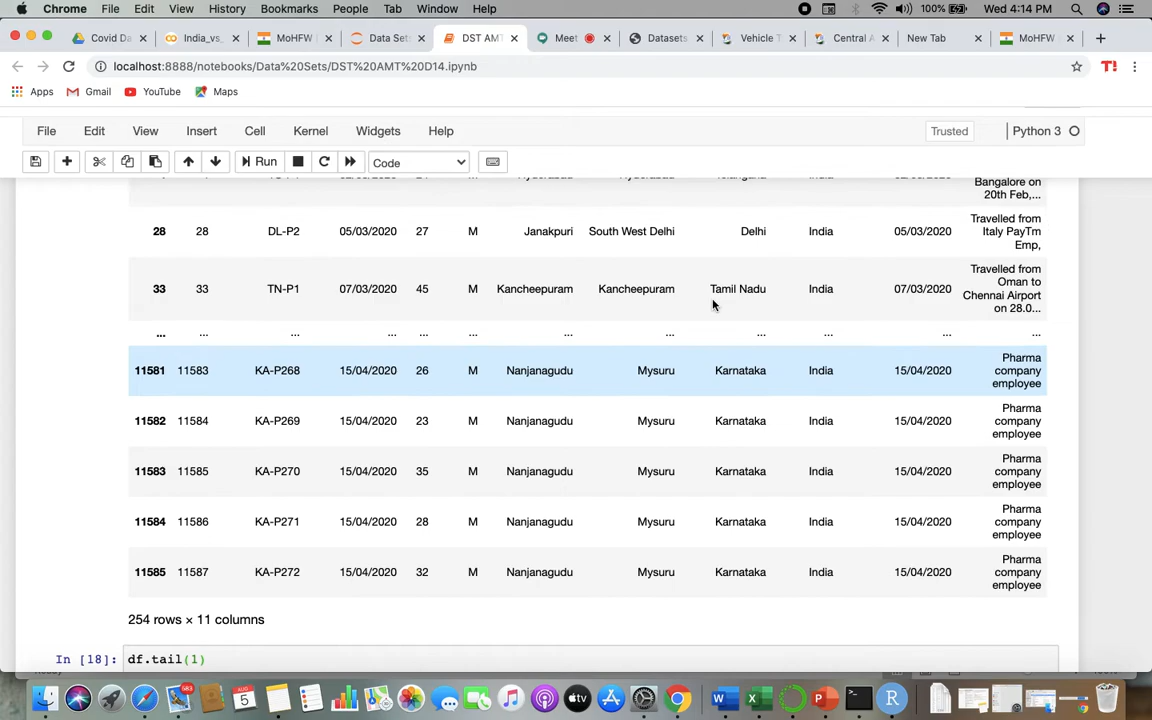 Chrome File Edit View History Bookmarks People Tab Window Help 100% Wed 4:14 PM
Covid Da India_vs_ MoHFW Data Set DST AMT Meet Datasets Vehicle T Central A New Tab MoHFW
localhost:8888/notebooks/Data%20Sets/DST%20AMT%20D14.ipynb T!
Apps Gmail YouTube Maps
File Edit View Insert Cell Kernel Widgets Help Trusted Python 3
Run Code
Bangalore on
20th Feb,...
28 28 DL-P2 05/03/2020 27 M Janakpuri South West Delhi Delhi India 05/03/2020 Travelled from
Italy PayTm
Emp,
33 33 TN-P1 07/03/2020 45 M Kancheepuram Kancheepuram Tamil Nadu India 07/03/2020 Travelled from
Oman to
Chennai Airport
on 28.0...
... ... ... ... ... ... ... ... ... ... ... ...
11581 11583 KA-P268 15/04/2020 26 M Nanjanagudu Mysuru Karnataka India 15/04/2020 Pharma
company
employee
11582 11584 KA-P269 15/04/2020 23 M Nanjanagudu Mysuru Karnataka India 15/04/2020 Pharma
company
employee
11583 11585 KA-P270 15/04/2020 35 M Nanjanagudu Mysuru Karnataka India 15/04/2020 Pharma
company
employee
11584 11586 KA-P271 15/04/2020 28 M Nanjanagudu Mysuru Karnataka India 15/04/2020 Pharma
company
employee
11585 11587 KA-P272 15/04/2020 32 M Nanjanagudu Mysuru Karnataka India 15/04/2020 Pharma
company
employee
254 rows × 11 columns
In [18]: df.tail(1)